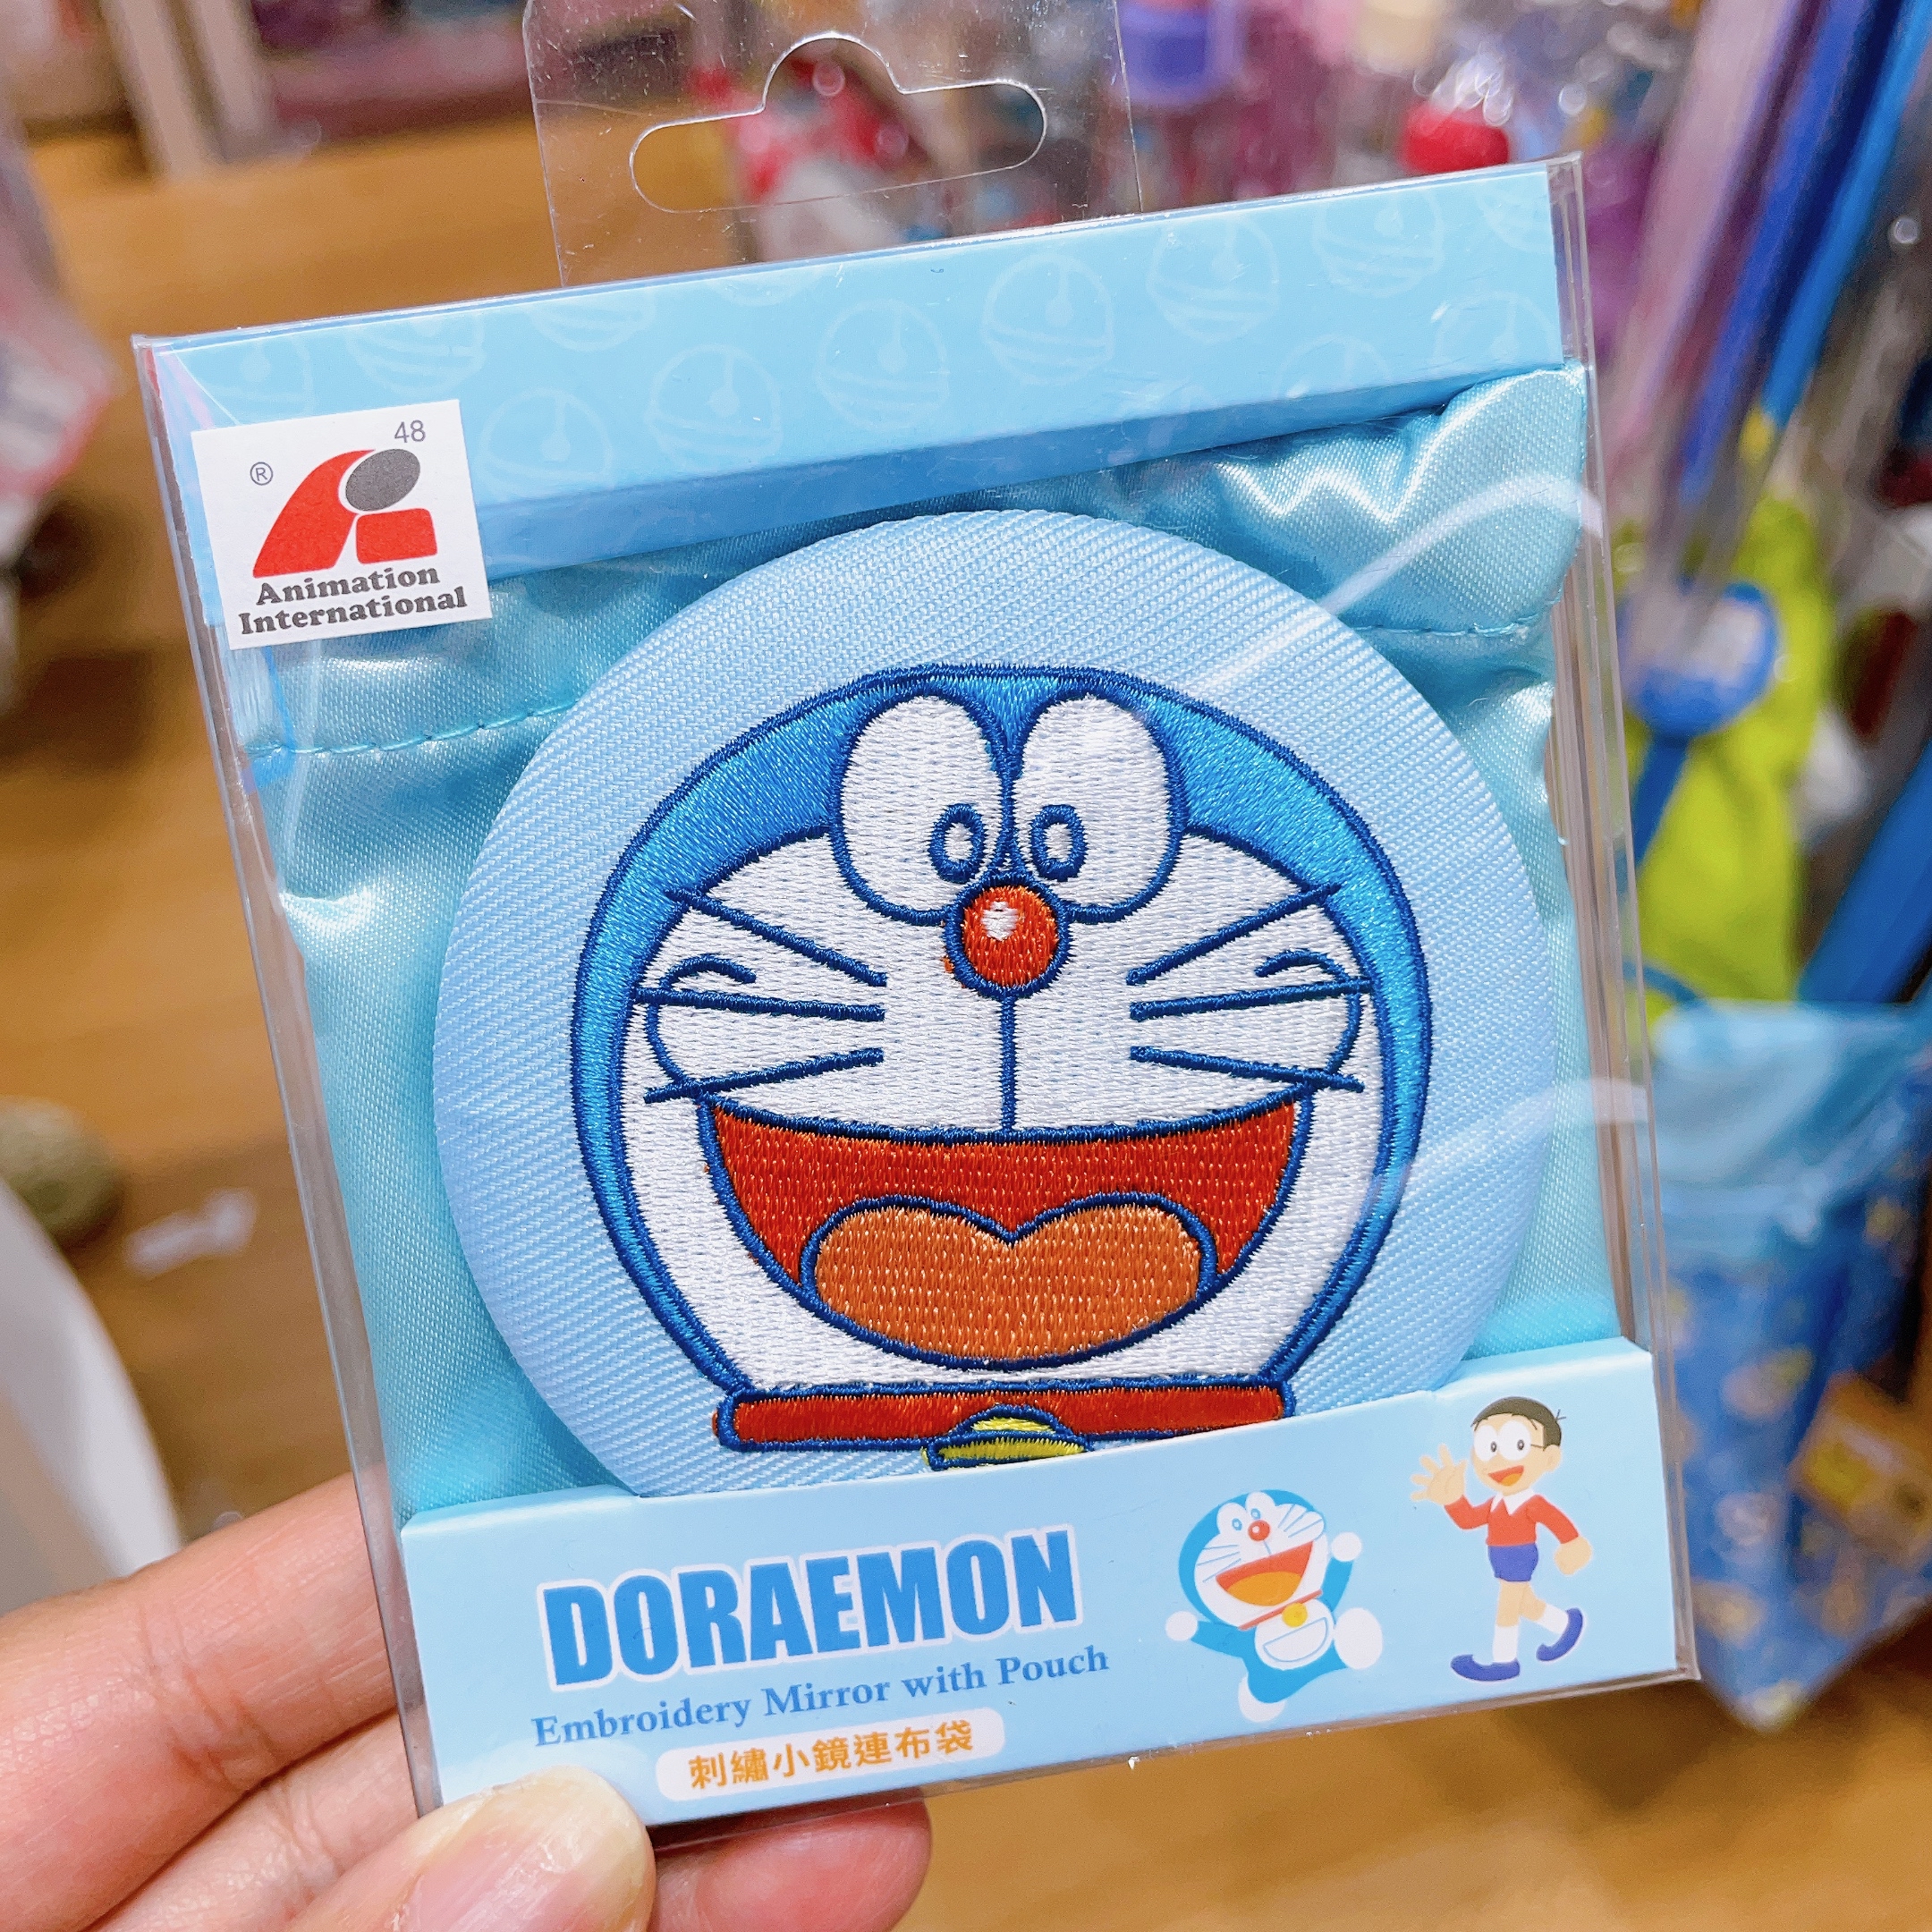 48
®
Animation
International
DORAEMON
Embroidery Mirror with Pouch
刺繡小鏡連布袋